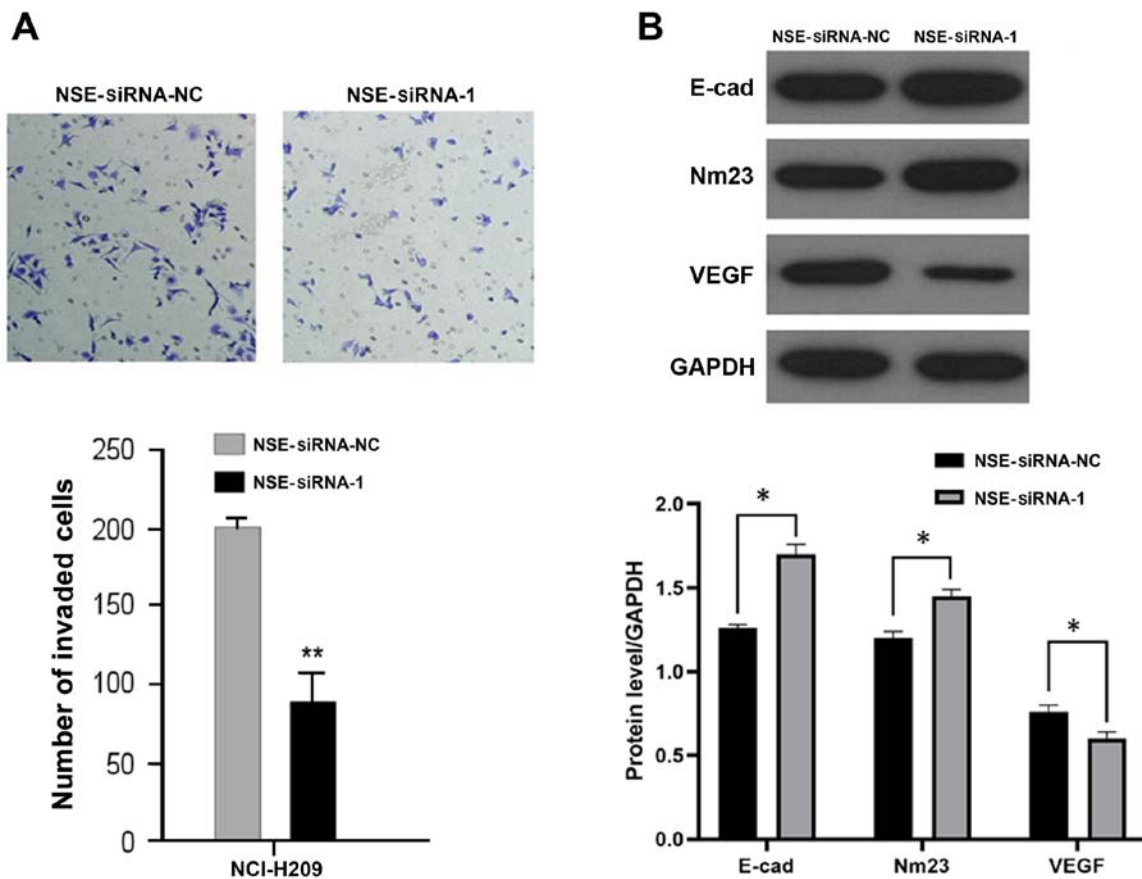 A
NSE-siRNA-NC NSE-siRNA-1
250
200
150
100
50
0
Number of invaded cells
NSE-siRNA-NC
NSE-siRNA-1
**
NCI-H209
B
NSE-siRNA-NC NSE-siRNA-1
E-cad
Nm23
VEGF
GAPDH
NSE-siRNA-NC
NSE-siRNA-1
2.0
1.5
1.0
0.5
0.0
Protein level/GAPDH
* * *
E-cad Nm23 VEGF